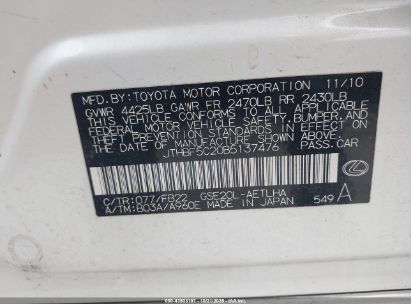 MFD.BY: TOYOTA MOTOR CORPORATION 11/10
GVWR 4425LB GAWR FR 2470LB RR 2430LB
THIS VEHICLE CONFORMS TO ALL APPLICABLE
FEDERAL MOTOR VEHICLE SAFETY, BUMPER, AND
THEFT PREVENTION STANDARDS IN EFFECT ON
THE DATE OF MANUFACTURE SHOWN ABOVE.
JTHBF5C20B5137476 PASS.CAR
C/TR:077/FB22 GSE20L-AETLHA
A/TM:B03A/A960E MADE IN JAPAN 549 A